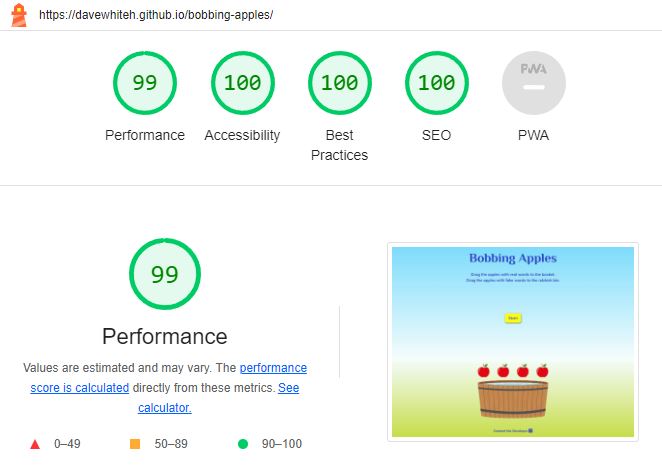 https://davewhiteh.github.io/bobbing-apples/
99
100
100
100
PWA
Performance
Accessibility
Best
Practices
SEO
PWA
99
Performance
Values are estimated and may vary. The performance
score is calculated directly from these metrics. See
calculator.
0–49
50–89
90–100
Bobbing Apples
Drag the apples with real words to the bucket.
Drag the apples with fake words to the rubbish bin.
Start
Contact the Developer